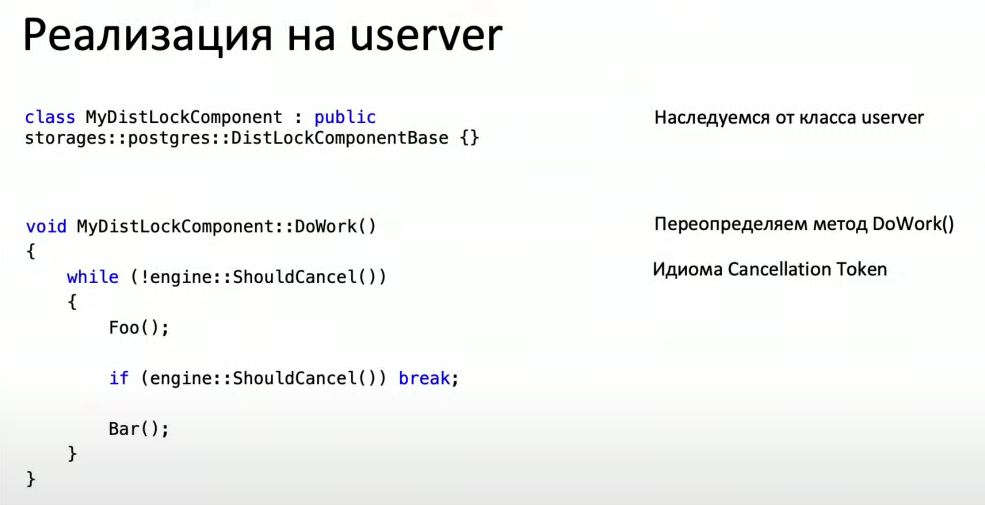 Реализация на userver
class MyDistLockComponent : public
storages::postgres::DistLockComponentBase {}
Наследуемся от класса userver
void MyDistLockComponent::DoWork()
Переопределяем метод DoWork()
{
while (!engine::ShouldCancel())
Идиома Cancellation Token
{
Foo();
if (engine::ShouldCancel()) break;
Bar();
}
}